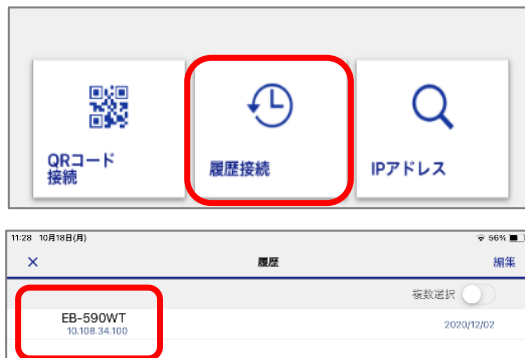 QRコード
接続
履歴接続
IPアドレス
11:28 10月18日(月)
56%
履歴
編集
複数選択
EB-590WT
10.108.34.100
2020/12/02